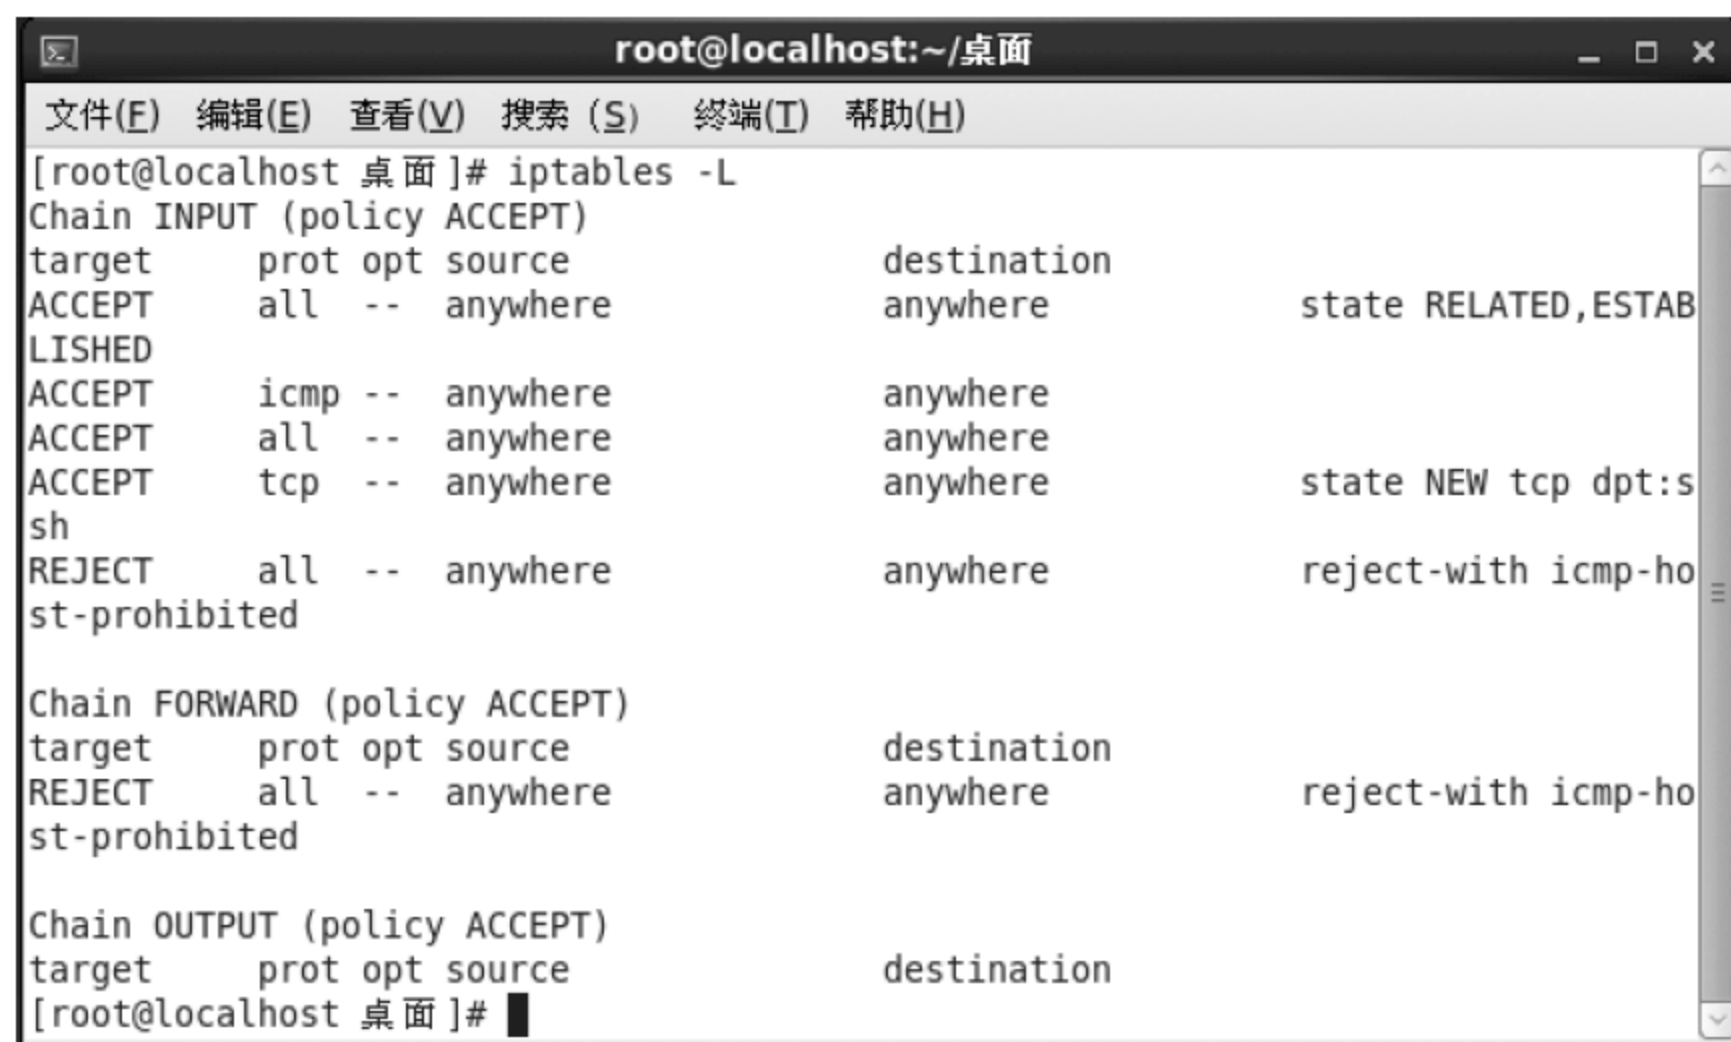 root@localhost:~/桌面
文件(F) 编辑(E) 查看(V) 搜索 (S) 终端(T) 帮助(H)
[root@localhost 桌面]# iptables -L
Chain INPUT (policy ACCEPT)
target     prot opt source               destination
ACCEPT     all  --  anywhere             anywhere            state RELATED,ESTAB
LISHED
ACCEPT     icmp --  anywhere             anywhere
ACCEPT     all  --  anywhere             anywhere
ACCEPT     tcp  --  anywhere             anywhere            state NEW tcp dpt:s
sh
REJECT     all  --  anywhere             anywhere            reject-with icmp-ho
st-prohibited

Chain FORWARD (policy ACCEPT)
target     prot opt source               destination
REJECT     all  --  anywhere             anywhere            reject-with icmp-ho
st-prohibited

Chain OUTPUT (policy ACCEPT)
target     prot opt source               destination
[root@localhost 桌面]#